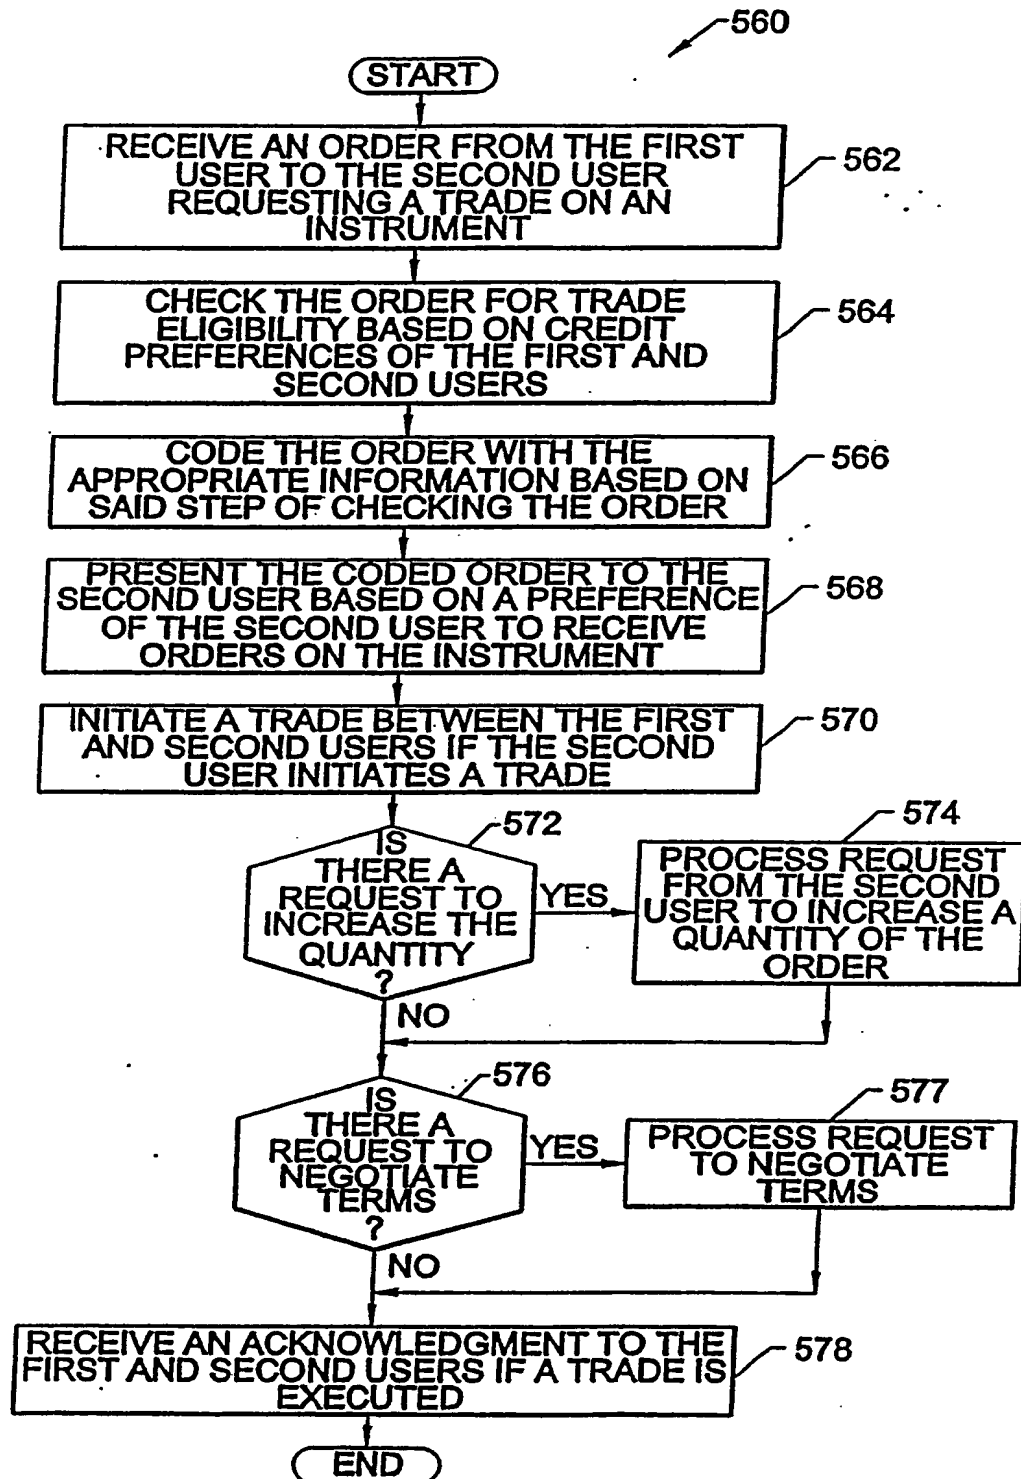 560
START
RECEIVE AN ORDER FROM THE FIRST
USER TO THE SECOND USER
REQUESTING A TRADE ON AN
INSTRUMENT
562
CHECK THE ORDER FOR TRADE
ELIGIBILITY BASED ON CREDIT
PREFERENCES OF THE FIRST AND
SECOND USERS
564
CODE THE ORDER WITH THE
APPROPRIATE INFORMATION BASED ON
SAID STEP OF CHECKING THE ORDER
566
PRESENT THE CODED ORDER TO THE
SECOND USER BASED ON A PREFERENCE
OF THE SECOND USER TO RECEIVE
ORDERS ON THE INSTRUMENT
568
INITIATE A TRADE BETWEEN THE FIRST
AND SECOND USERS IF THE SECOND
USER INITIATES A TRADE
570
IS
THERE A
REQUEST TO
INCREASE THE
QUANTITY
?
572
YES
PROCESS REQUEST
FROM THE SECOND
USER TO INCREASE A
QUANTITY OF THE
ORDER
574
NO
IS
THERE A
REQUEST TO
NEGOTIATE
TERMS
?
576
YES
PROCESS REQUEST
TO NEGOTIATE
TERMS
577
NO
RECEIVE AN ACKNOWLEDGMENT TO THE
FIRST AND SECOND USERS IF A TRADE IS
EXECUTED
578
END